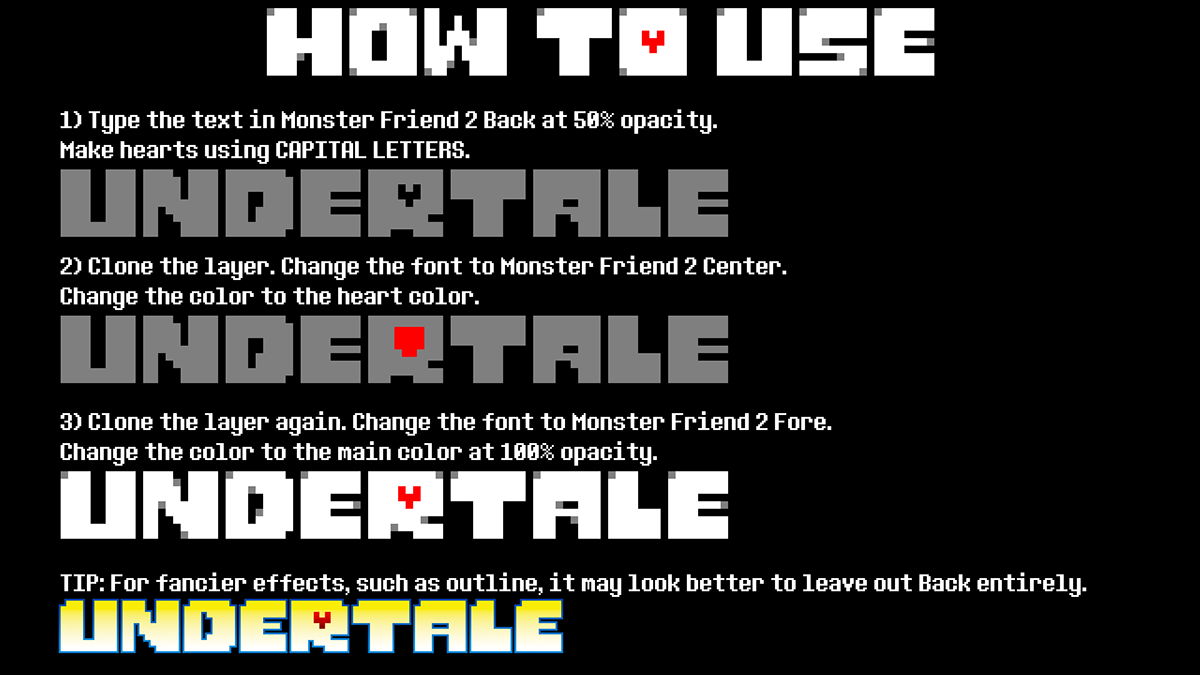 HOW TO USE
1) Type the text in Monster Friend 2 Back at 50% opacity.
Make hearts using CAPITAL LETTERS.
UNDERTALE
2) Clone the layer. Change the font to Monster Friend 2 Center.
Change the color to the heart color.
UNDERTALE
3) Clone the layer again. Change the font to Monster Friend 2 Fore.
Change the color to the main color at 100% opacity.
UNDERTALE
TIP: For fancier effects, such as outline, it may look better to leave out Back entirely.
UNDERTALE